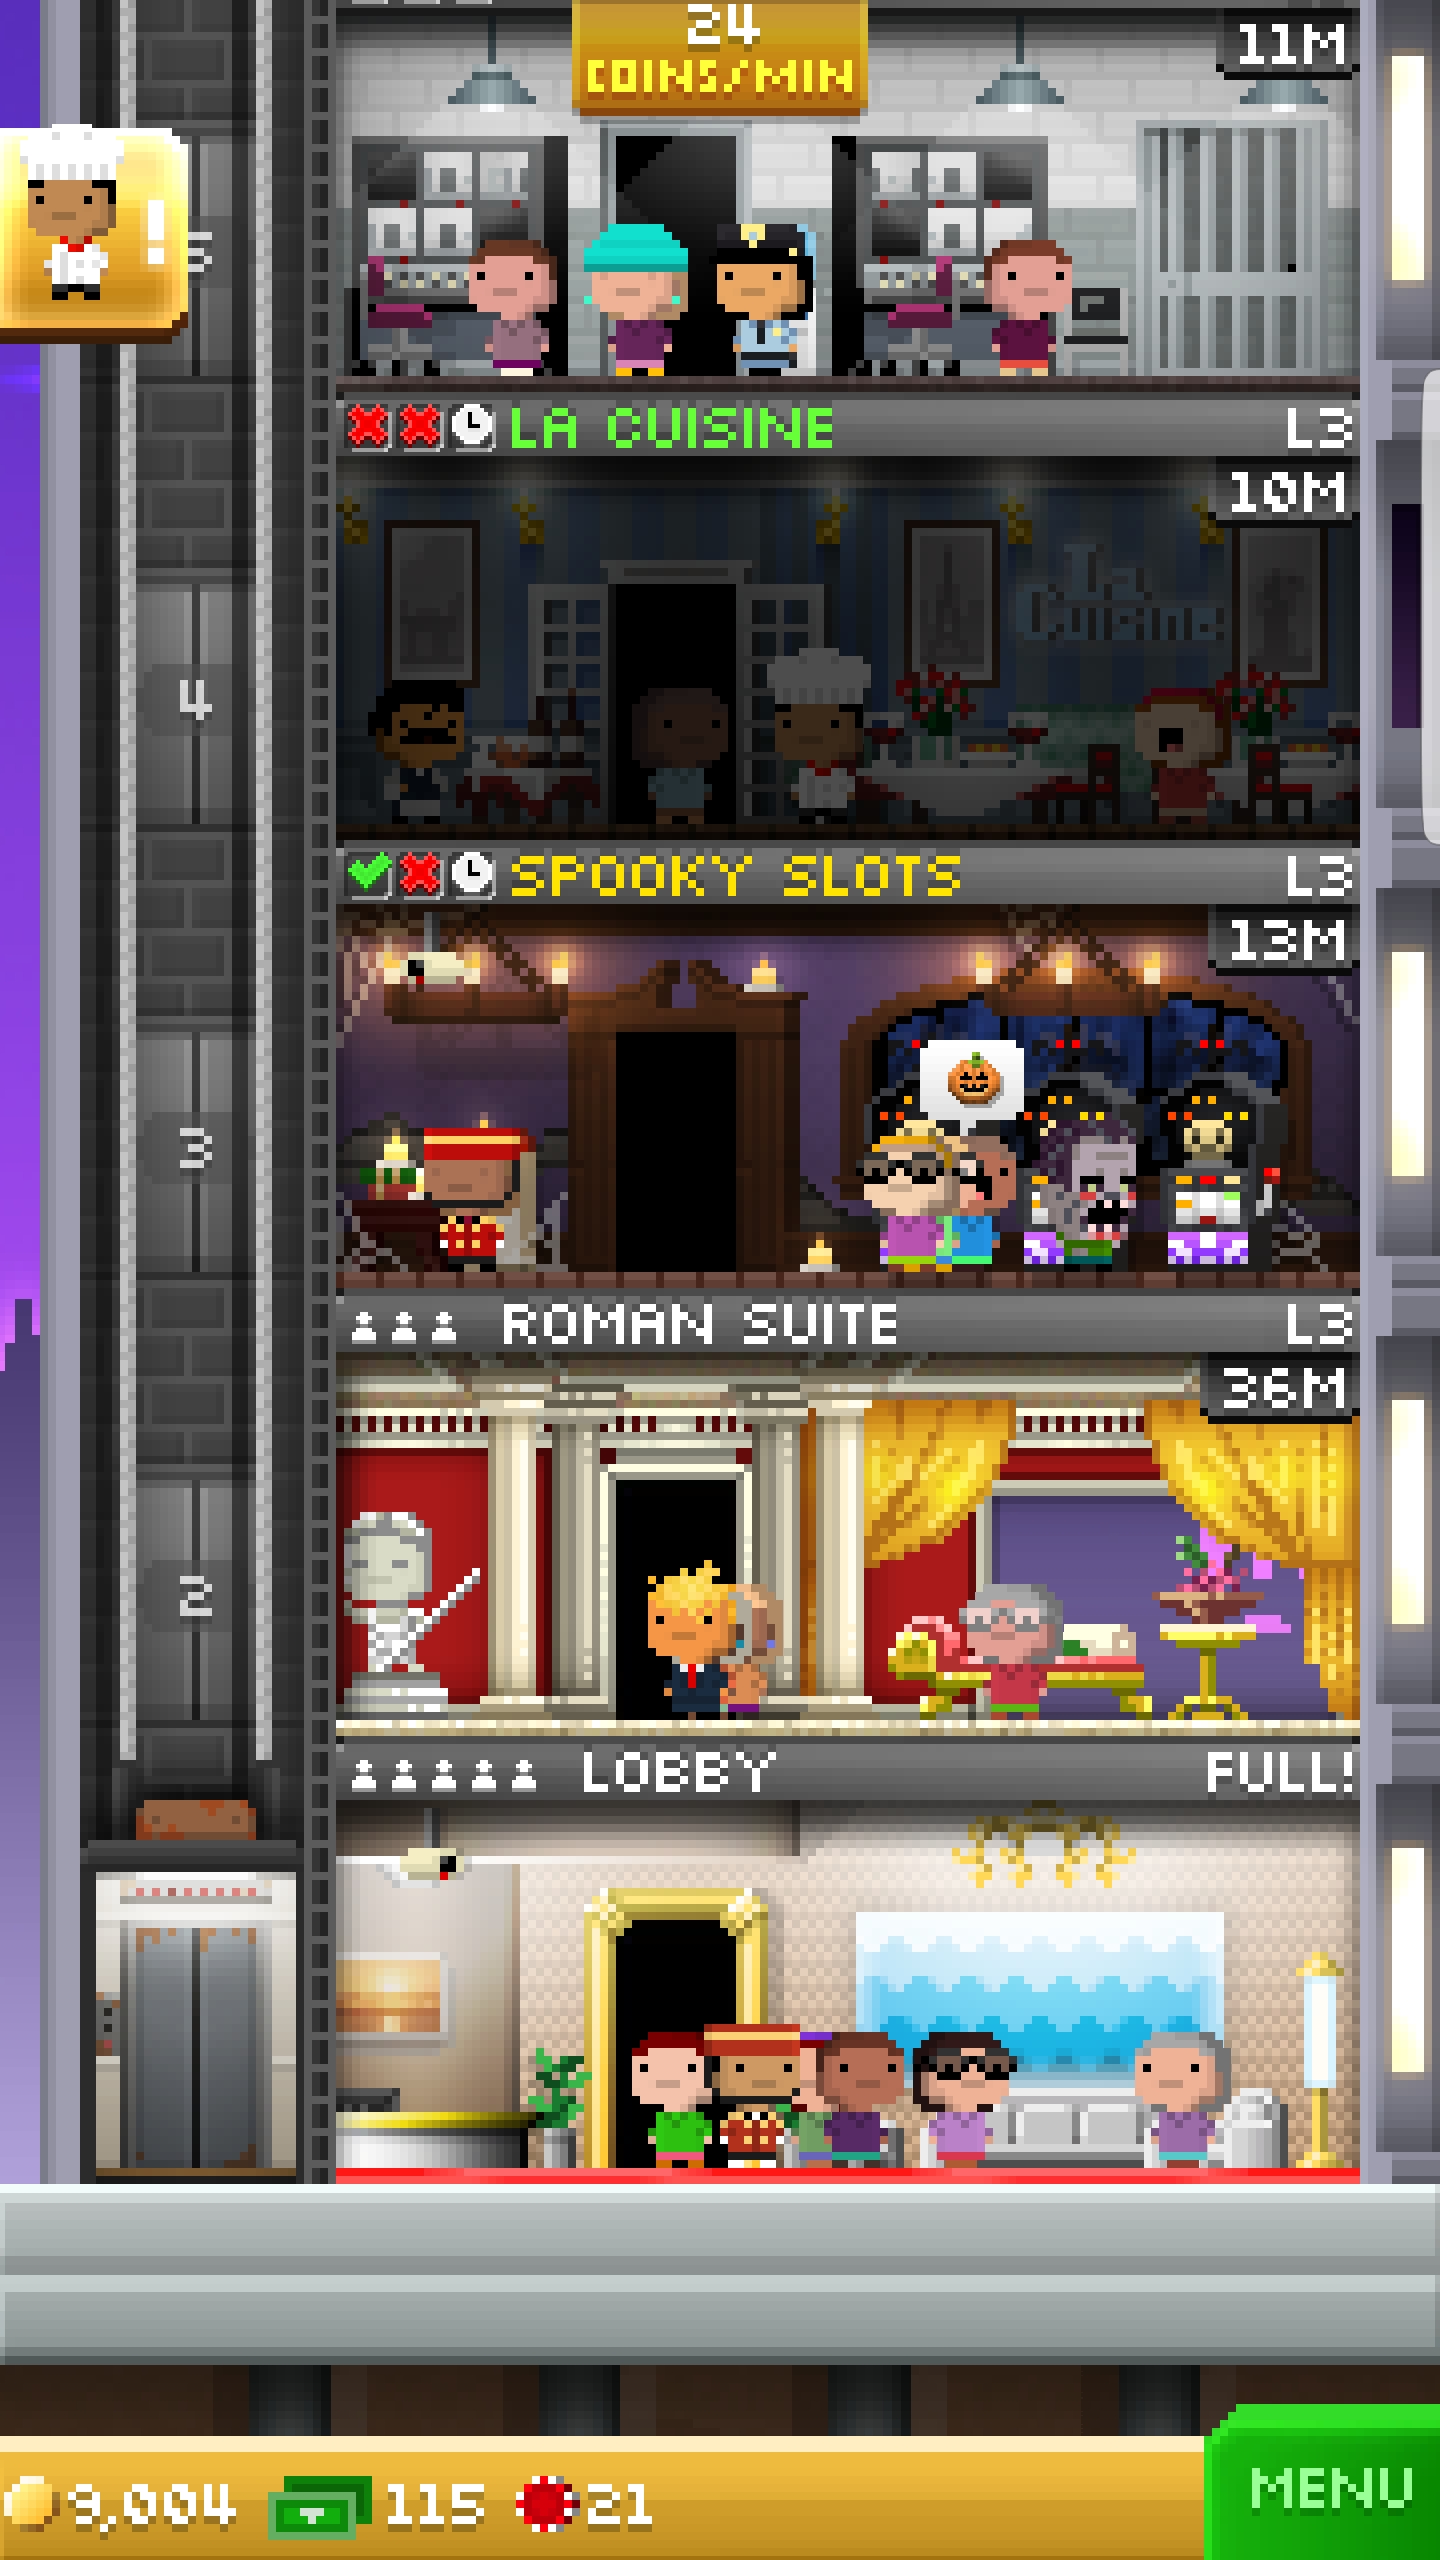 24
COINS/MIN
11M
!
5
LA CUISINE L3
10M
La
Cuisine
4
SPOOKY SLOTS L3
13M
3
ROMAN SUITE L3
36M
2
LOBBY FULL!
9,004 115 21
MENU